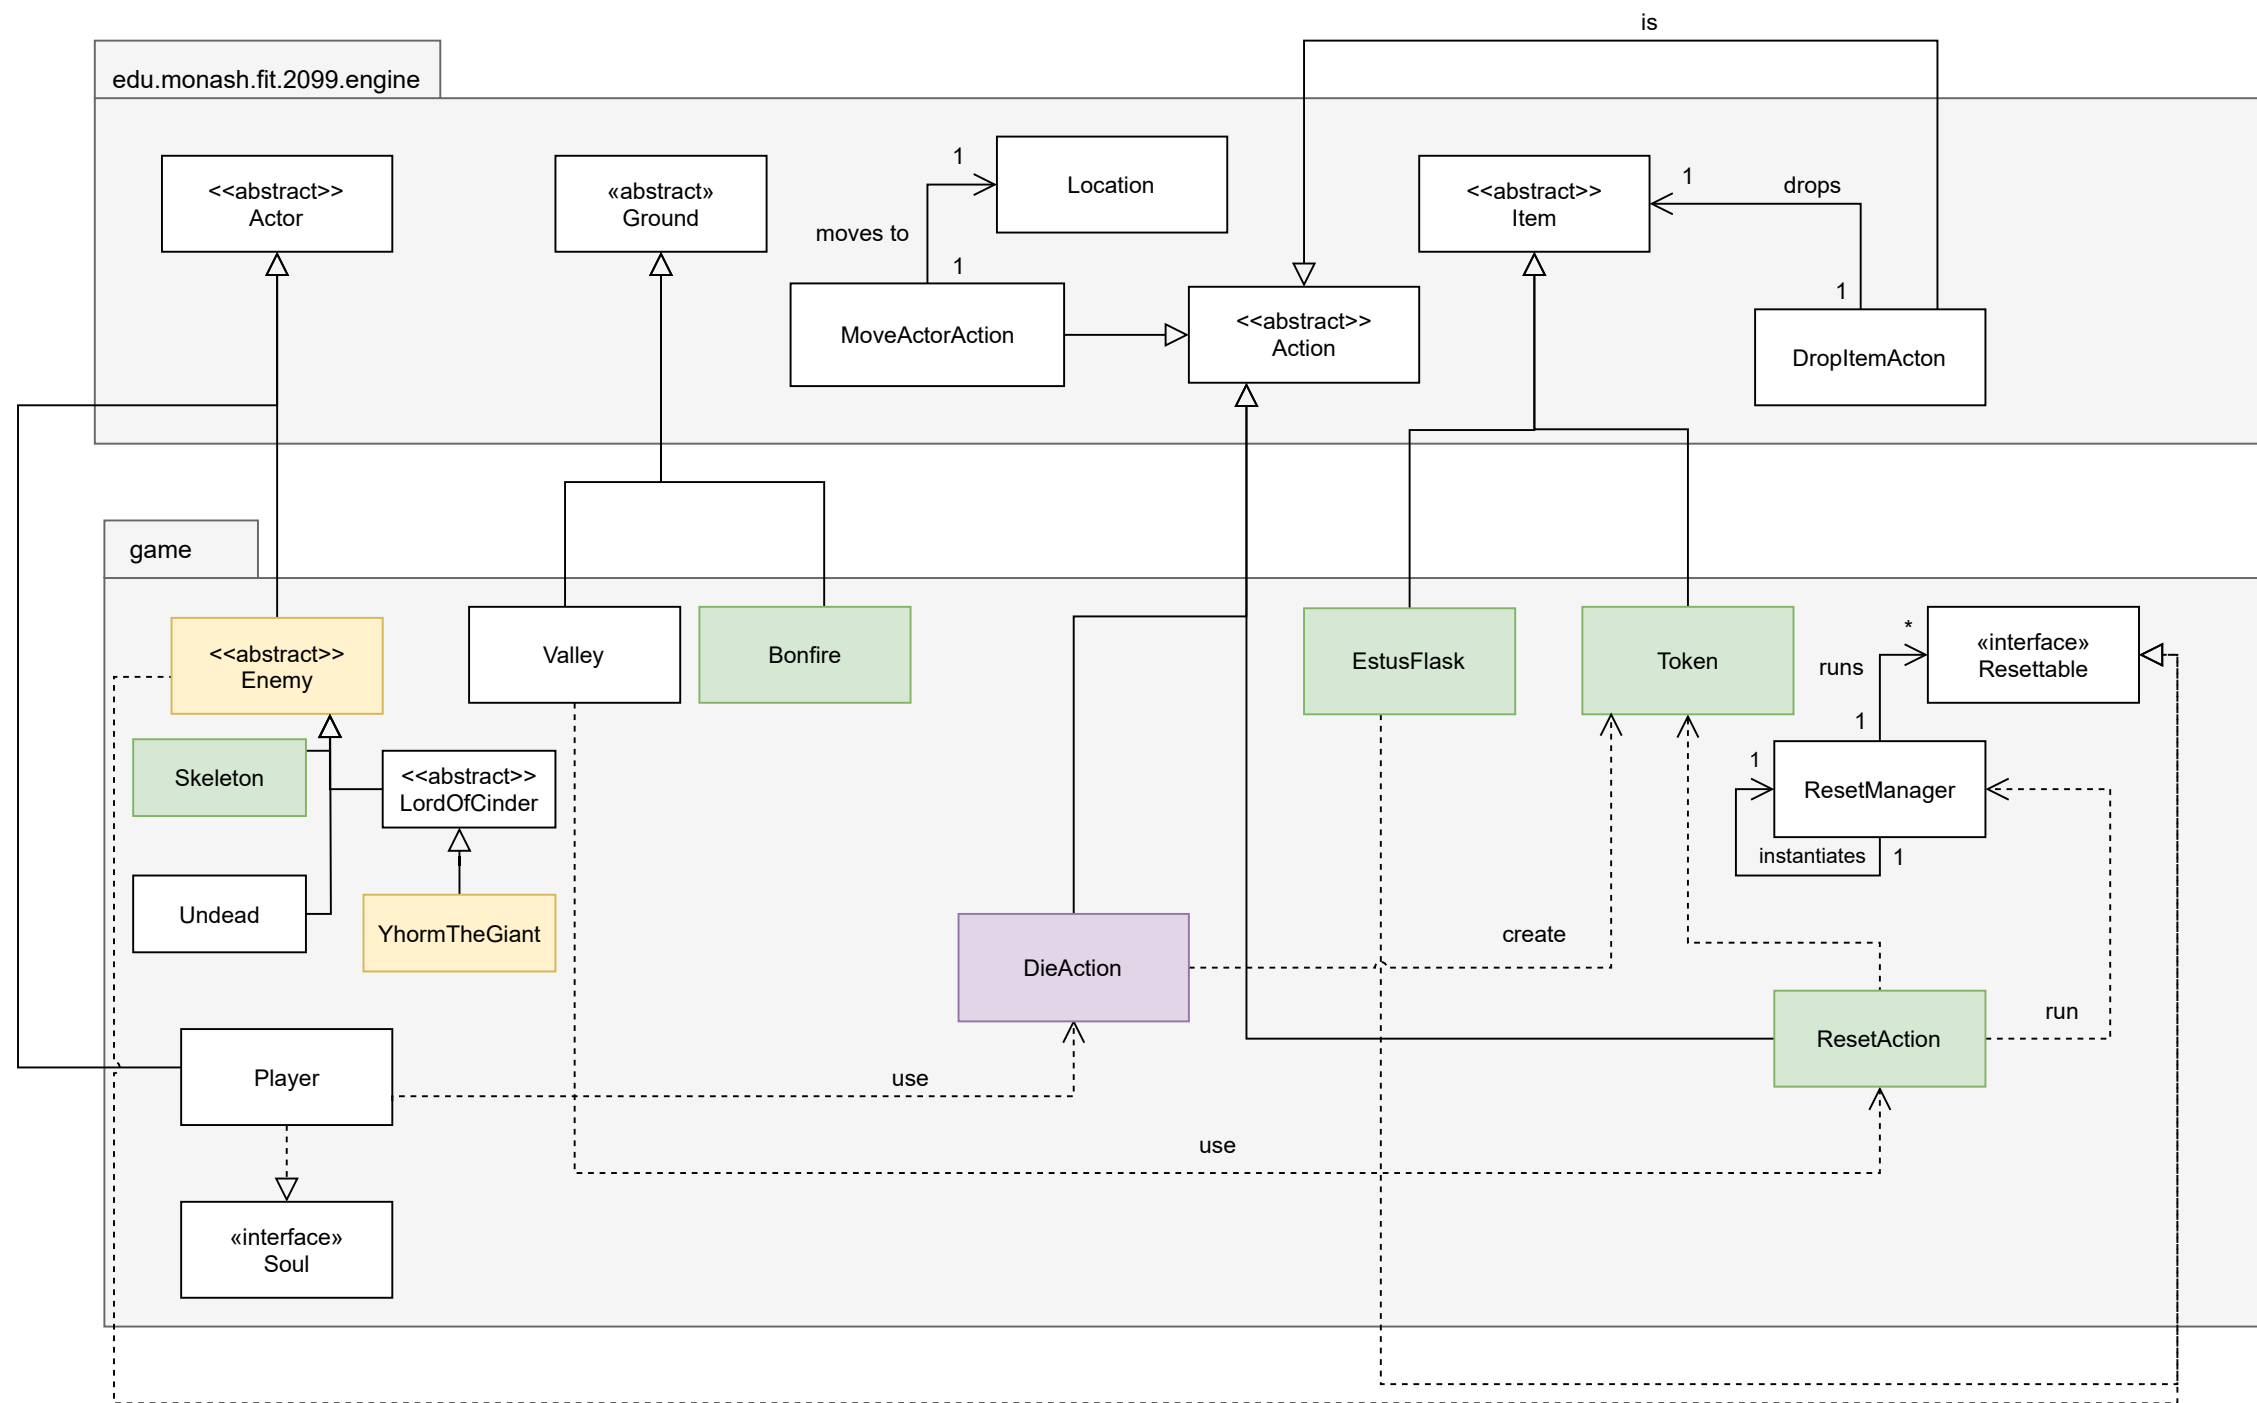 is
edu.monash.fit.2099.engine
<<abstract>>
Actor
«abstract»
Ground
1
Location
moves to
1
MoveActorAction
<<abstract>>
Action
<<abstract>>
Item
1
drops
1
DropItemActon
game
<<abstract>>
Enemy
Valley
Bonfire
EstusFlask
Token
*
«interface»
Resettable
runs
1
Skeleton
<<abstract>>
LordOfCinder
1
ResetManager
instantiates
1
Undead
YhormTheGiant
DieAction
create
run
ResetAction
Player
use
use
«interface»
Soul